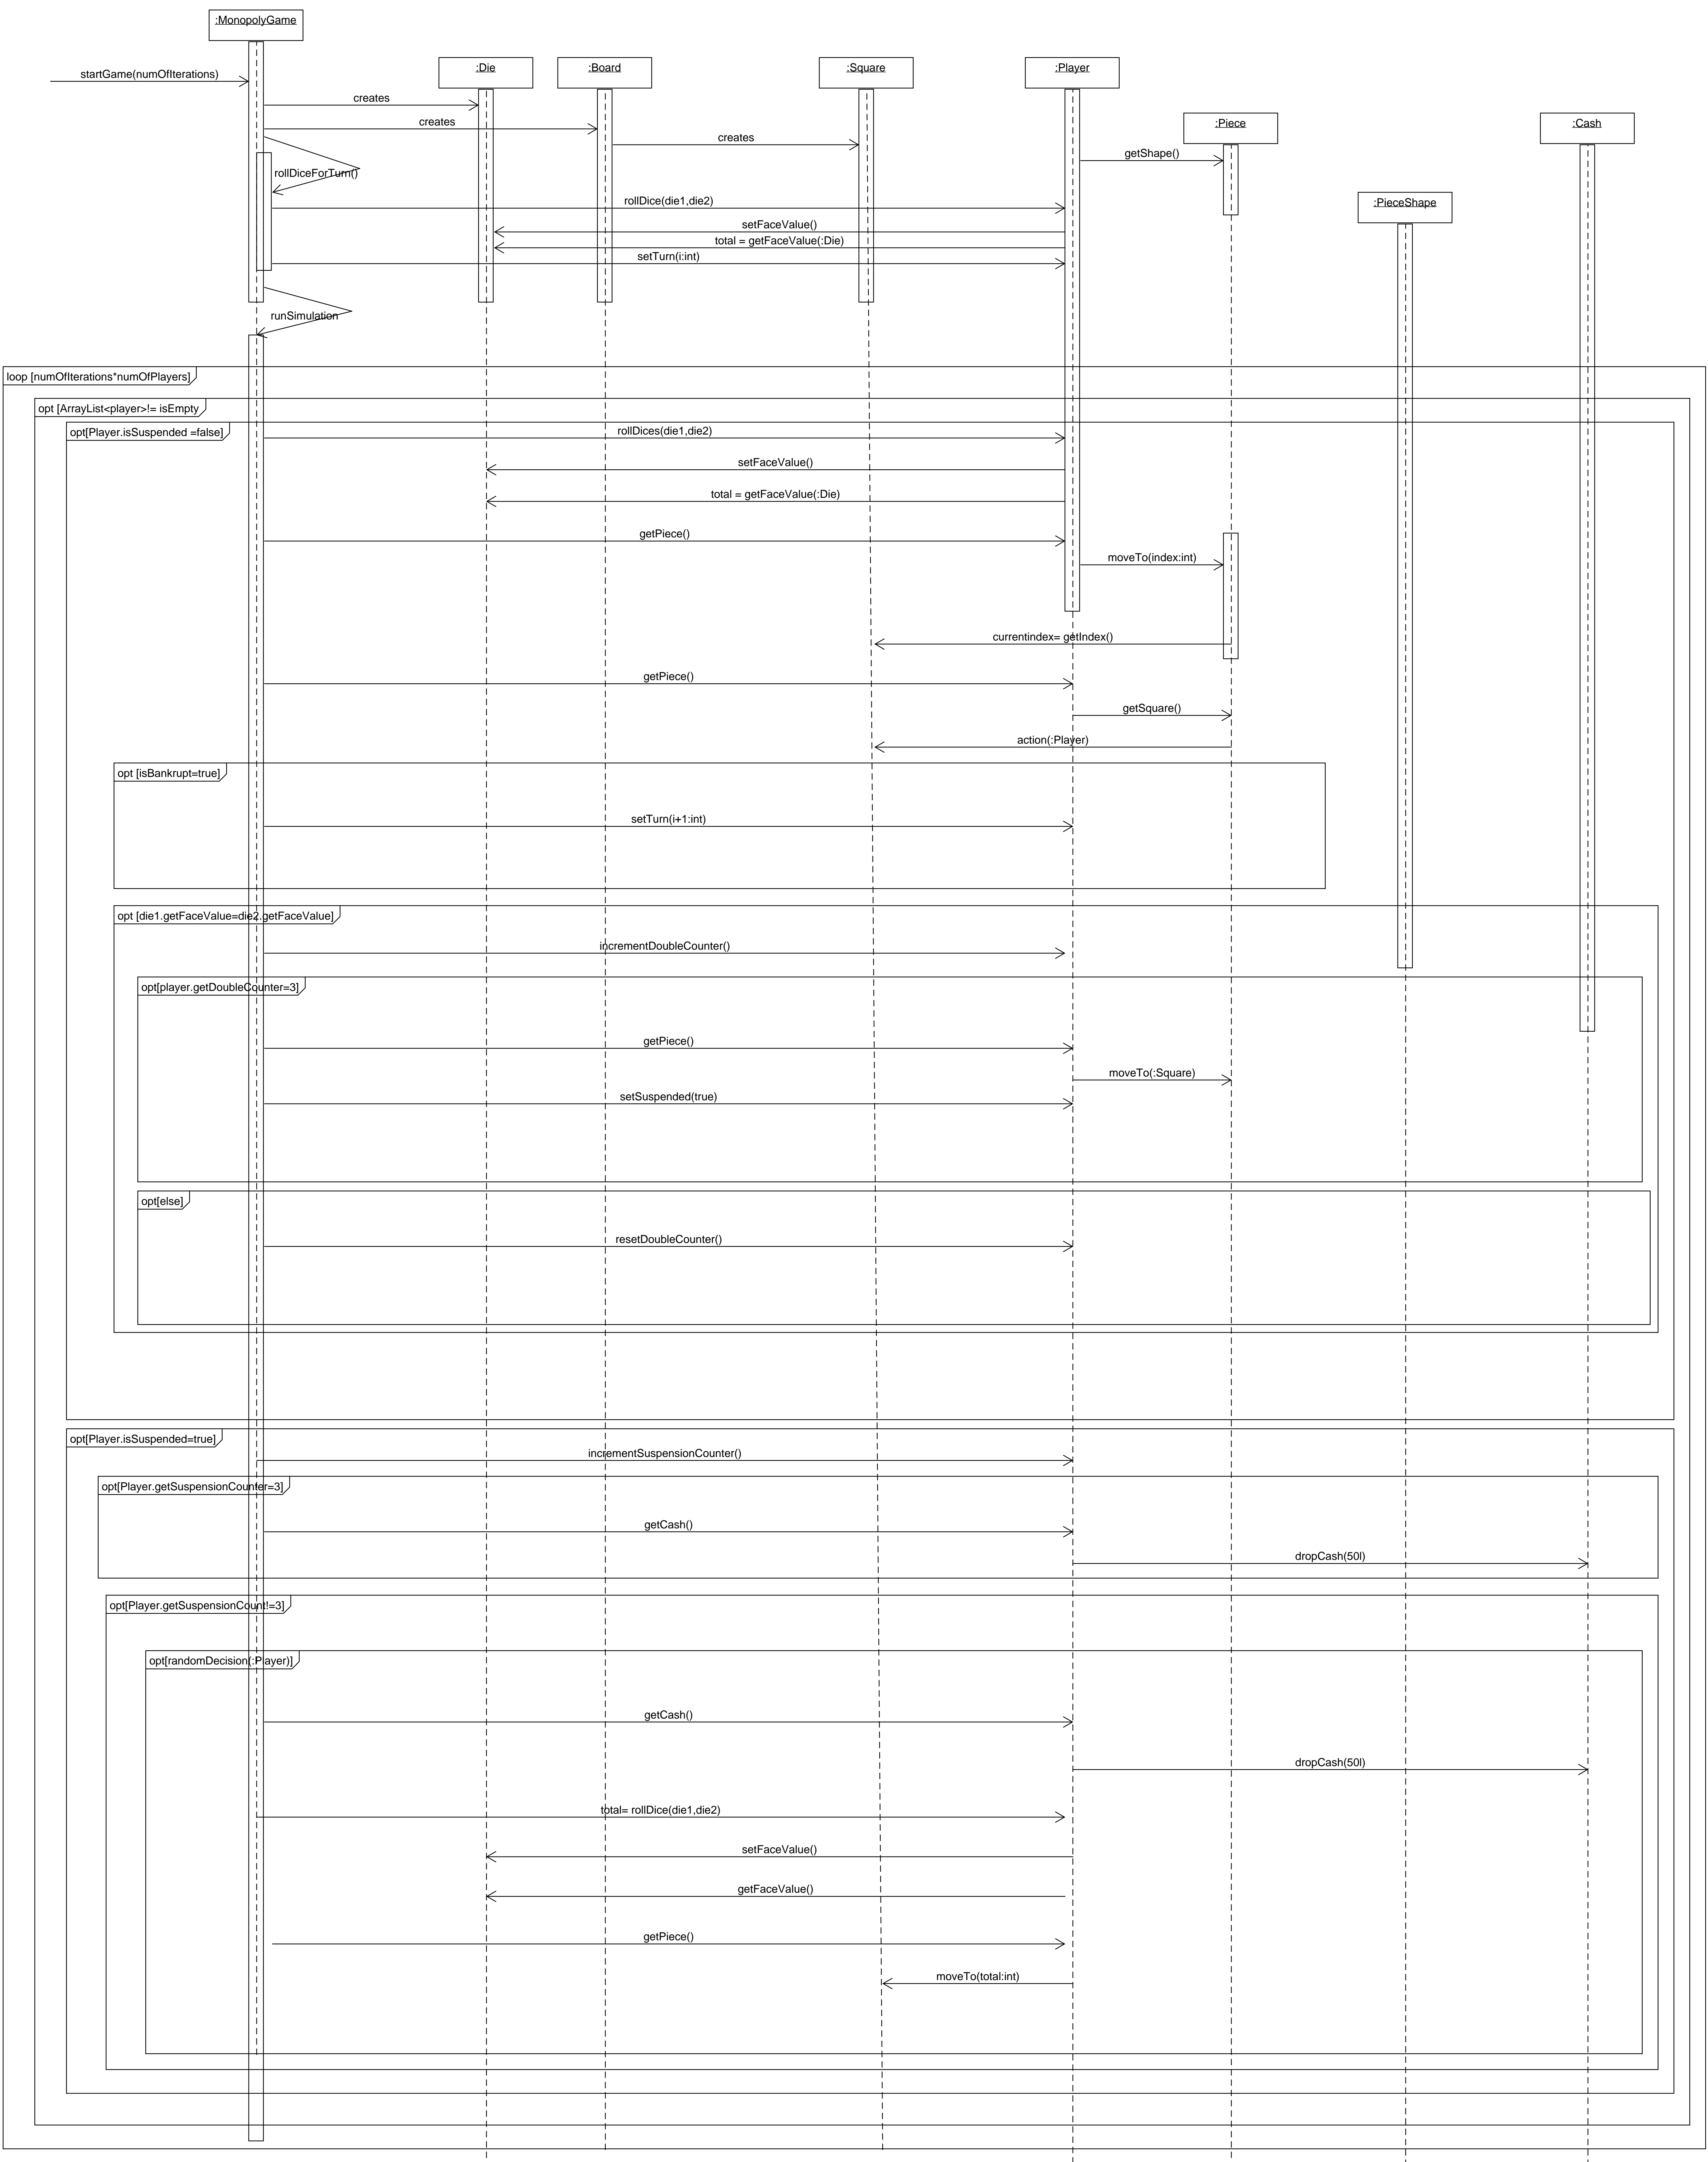 :MonopolyGame
:Die
:Board
:Square
:Player
startGame(numOfIterations)
creates
:Piece
:Cash
creates
creates
getShape()
rollDiceForTurn()
rollDice(die1,die2)
:PieceShape
setFaceValue()
total = getFaceValue(:Die)
setTurn(i:int)
runSimulation
loop [numOfIterations*numOfPlayers]
opt [ArrayList<player>!= isEmpty
opt[Player.isSuspended =false]
rollDices(die1,die2)
setFaceValue()
total = getFaceValue(:Die)
getPiece()
moveTo(index:int)
currentindex= getIndex()
getPiece()
getSquare()
action(:Player)
opt [isBankrupt=true]
setTurn(i+1:int)
opt [die1.getFaceValue=die2.getFaceValue]
incrementDoubleCounter()
opt[player.getDoubleCounter=3]
getPiece()
moveTo(:Square)
setSuspended(true)
opt[else]
resetDoubleCounter()
opt[Player.isSuspended=true]
incrementSuspensionCounter()
opt[Player.getSuspensionCounter=3]
getCash()
dropCash(50l)
opt[Player.getSuspensionCount!=3]
opt[randomDecision(:Player)]
getCash()
dropCash(50l)
total= rollDice(die1,die2)
setFaceValue()
getFaceValue()
getPiece()
moveTo(total:int)